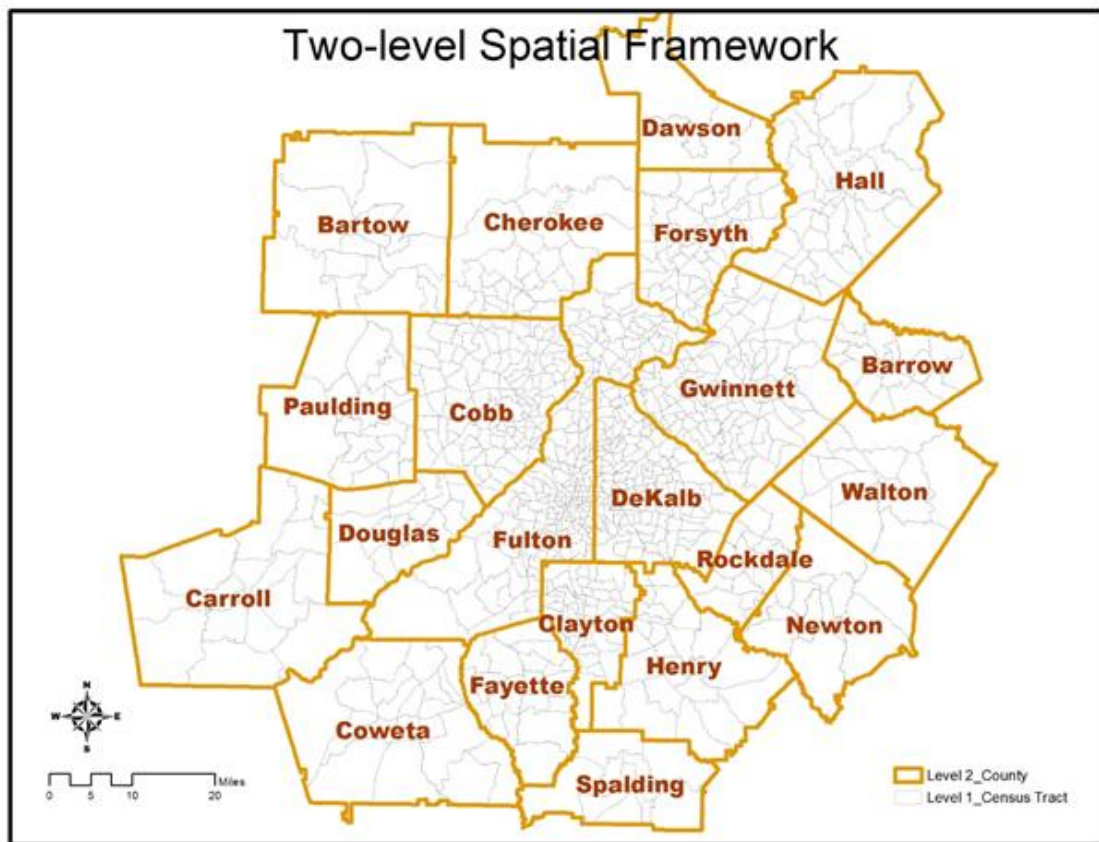 Two-level Spatial Framework
Dawson
Hall
Bartow
Cherokee
Forsyth
Barrow
Gwinnett
Paulding
Cobb
Walton
DeKalb
Douglas
Fulton
Rockdale
Carroll
Clayton
Newton
Henry
Fayette
Coweta
Spalding
N
W E
S
Miles
0 5 10 20
Level 2_County
Level 1_Census Tract